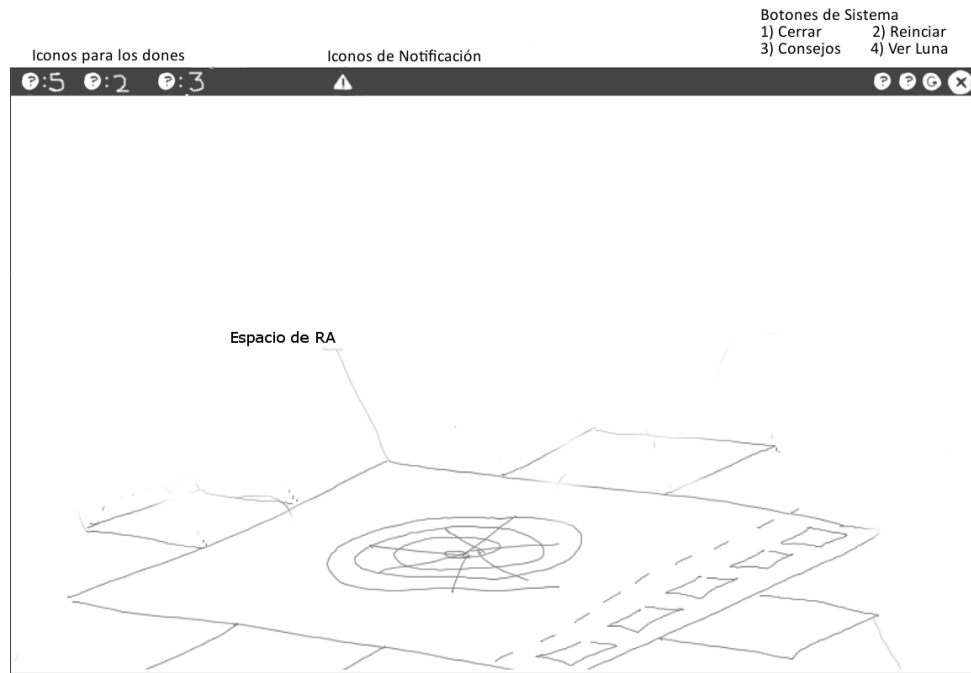 Botones de Sistema
1) Cerrar 2) Reinciar
3) Consejos 4) Ver Luna
Iconos para los dones
Iconos de Notificación
?:5 ?:2 ?:3 ! ? ? G X
Espacio de RA